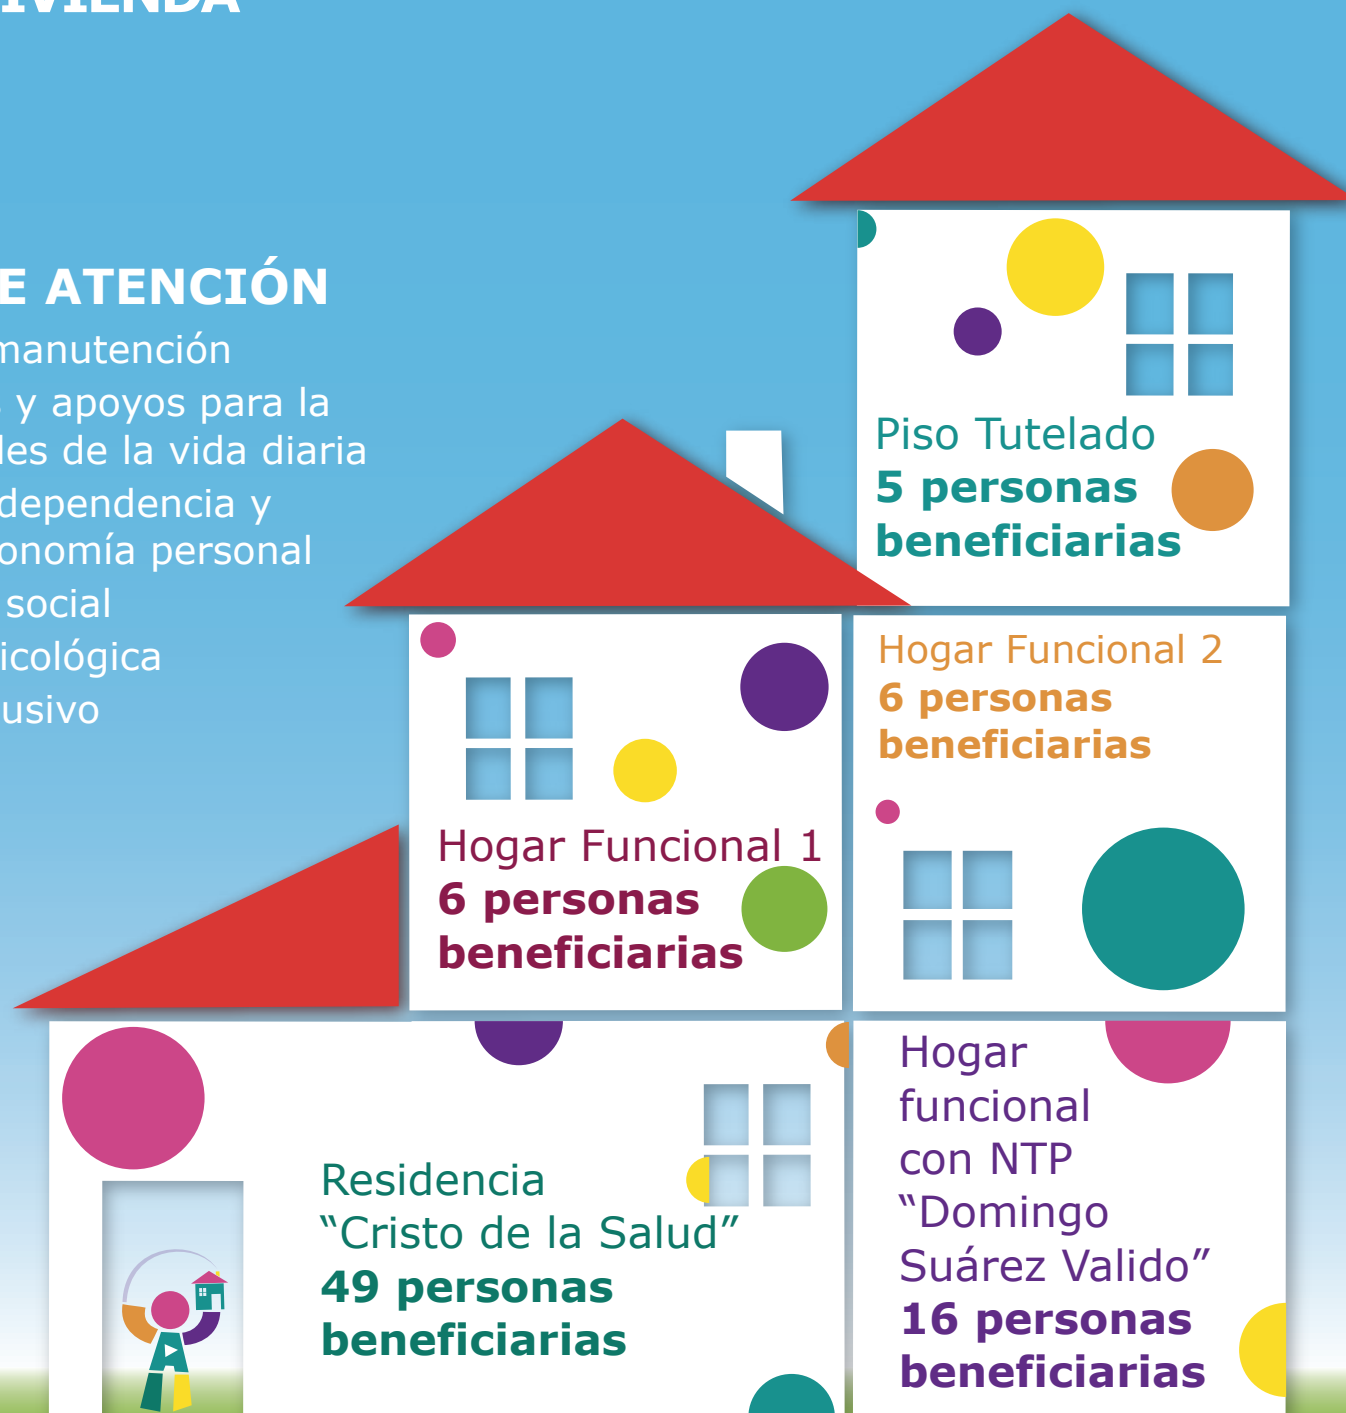 IVIENDA
E ATENCIÓN
manutención
s y apoyos para la
les de la vida diaria
dependencia y
onomía personal
social
icológica
usivo
Piso Tutelado
5 personas
beneficiarias
Hogar Funcional 2
6 personas
beneficiarias
Hogar Funcional 1
6 personas
beneficiarias
Residencia
“Cristo de la Salud”
49 personas
beneficiarias
Hogar
funcional
con NTP
“Domingo
Suárez Valido”
16 personas
beneficiarias